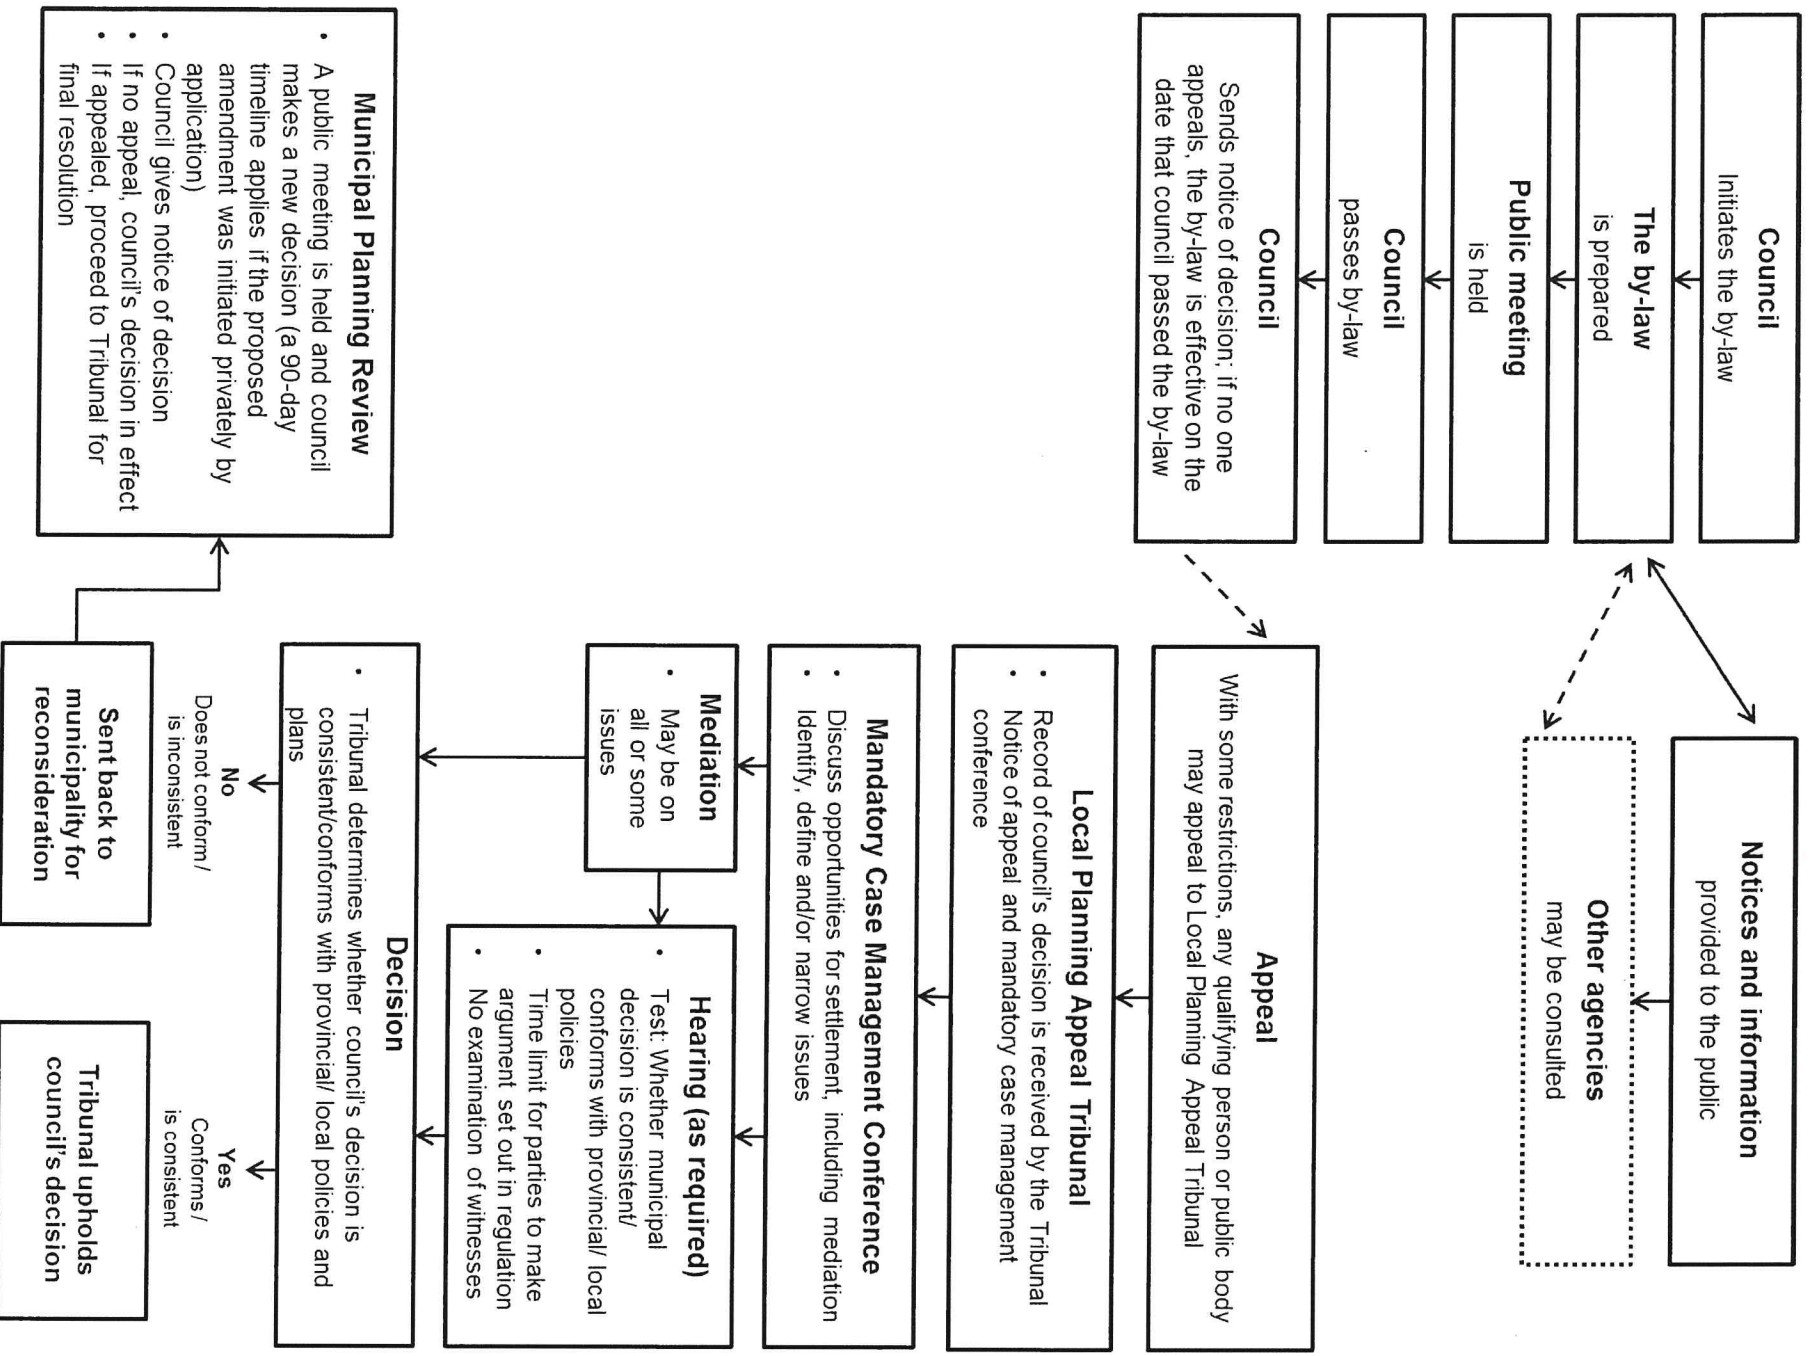 Council
Initiates the by-law
The by-law
is prepared
Public meeting
is held
Council
passes by-law
Council
Sends notice of decision; if no one
appeals, the by-law is effective on the
date that council passed the by-law
Notices and information
provided to the public
Other agencies
may be consulted
Appeal
With some restrictions, any qualifying person or public body
may appeal to Local Planning Appeal Tribunal
Local Planning Appeal Tribunal
• Record of council's decision is received by the Tribunal
• Notice of appeal and mandatory case management
conference
Mandatory Case Management Conference
• Discuss opportunities for settlement, including mediation
• Identify, define and/or narrow issues
Mediation
• May be on
all or some
issues
Hearing (as required)
• Test: Whether municipal
decision is consistent/
conforms with provincial/ local
policies
• Time limit for parties to make
argument set out in regulation
• No examination of witnesses
Decision
• Tribunal determines whether council's decision is
consistent/conforms with provincial/ local policies and
plans
No
Does not conform /
is inconsistent
Yes
Conforms /
is consistent
Sent back to
municipality for
reconsideration
Tribunal upholds
council's decision
Municipal Planning Review
• A public meeting is held and council
makes a new decision (a 90-day
timeline applies if the proposed
amendment was initiated privately by
application)
• Council gives notice of decision
• If no appeal, council's decision in effect
• If appealed, proceed to Tribunal for
final resolution